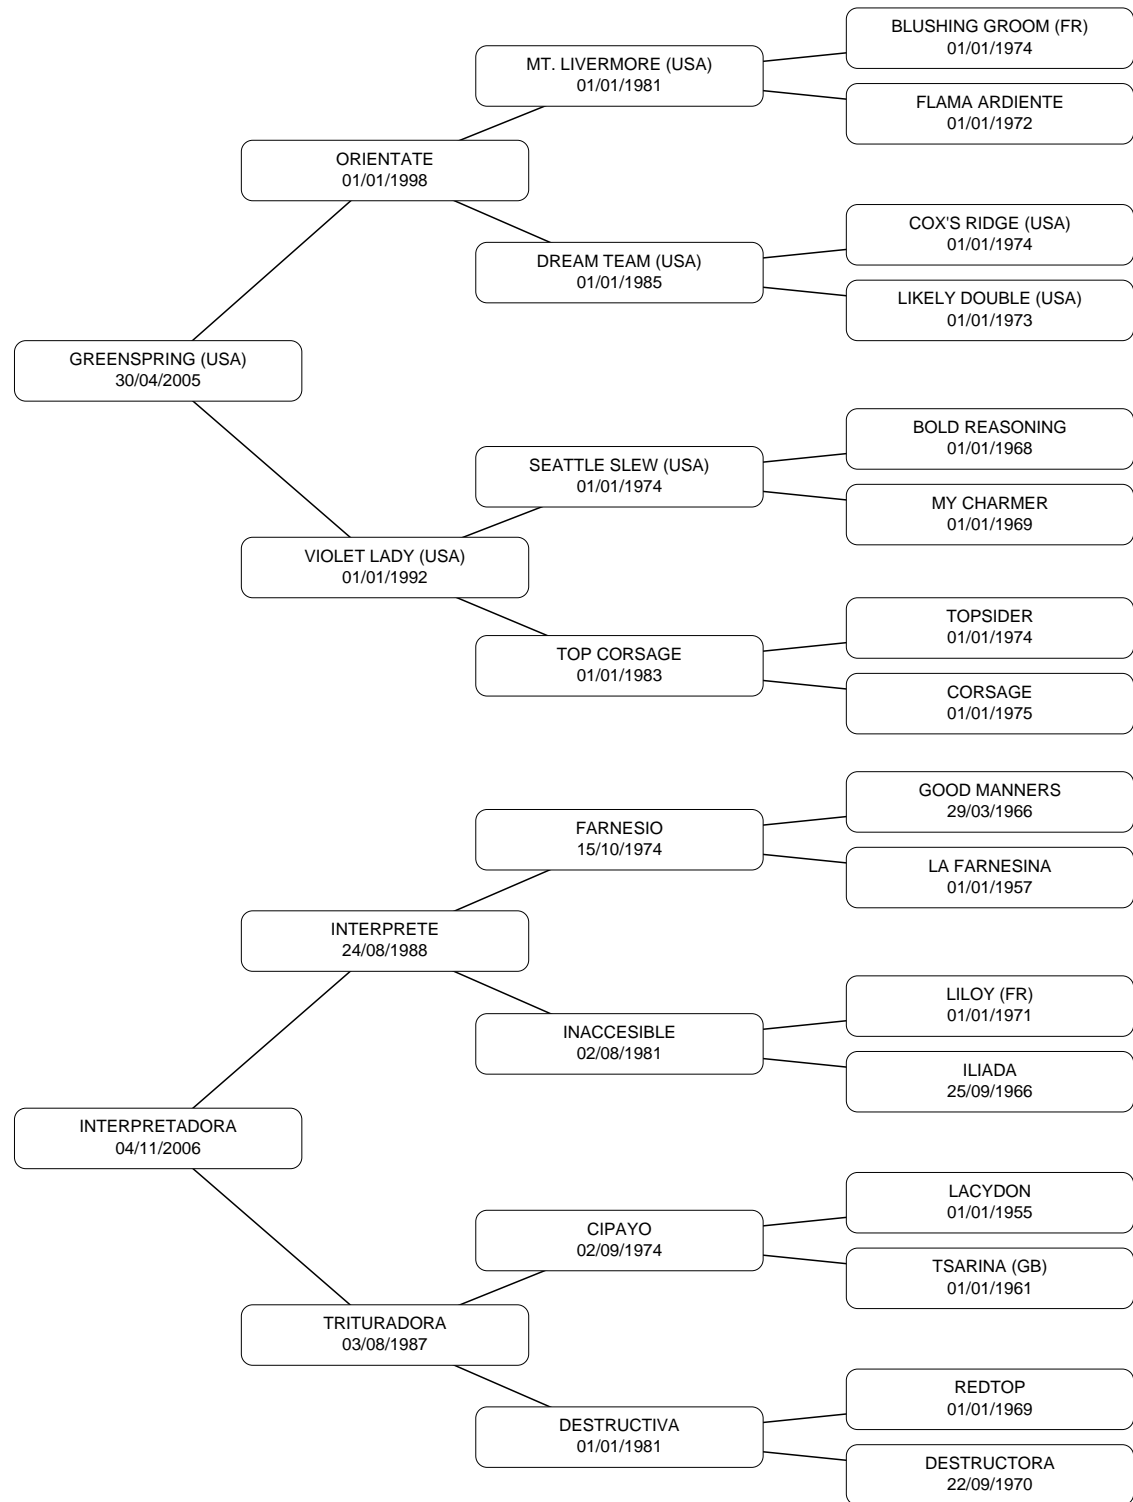 BLUSHING GROOM (FR)
01/01/1974
MT. LIVERMORE (USA)
01/01/1981
FLAMA ARDIENTE
01/01/1972
ORIENTATE
01/01/1998
COX'S RIDGE (USA)
01/01/1974
DREAM TEAM (USA)
01/01/1985
LIKELY DOUBLE (USA)
01/01/1973
GREENSPRING (USA)
30/04/2005
BOLD REASONING
01/01/1968
SEATTLE SLEW (USA)
01/01/1974
MY CHARMER
01/01/1969
VIOLET LADY (USA)
01/01/1992
TOPSIDER
01/01/1974
TOP CORSAGE
01/01/1983
CORSAGE
01/01/1975
GOOD MANNERS
29/03/1966
FARNESIO
15/10/1974
LA FARNESINA
01/01/1957
INTERPRETE
24/08/1988
LILOY (FR)
01/01/1971
INACCESIBLE
02/08/1981
ILIADA
25/09/1966
INTERPRETADORA
04/11/2006
LACYDON
01/01/1955
CIPAYO
02/09/1974
TSARINA (GB)
01/01/1961
TRITURADORA
03/08/1987
REDTOP
01/01/1969
DESTRUCTIVA
01/01/1981
DESTRUCTORA
22/09/1970